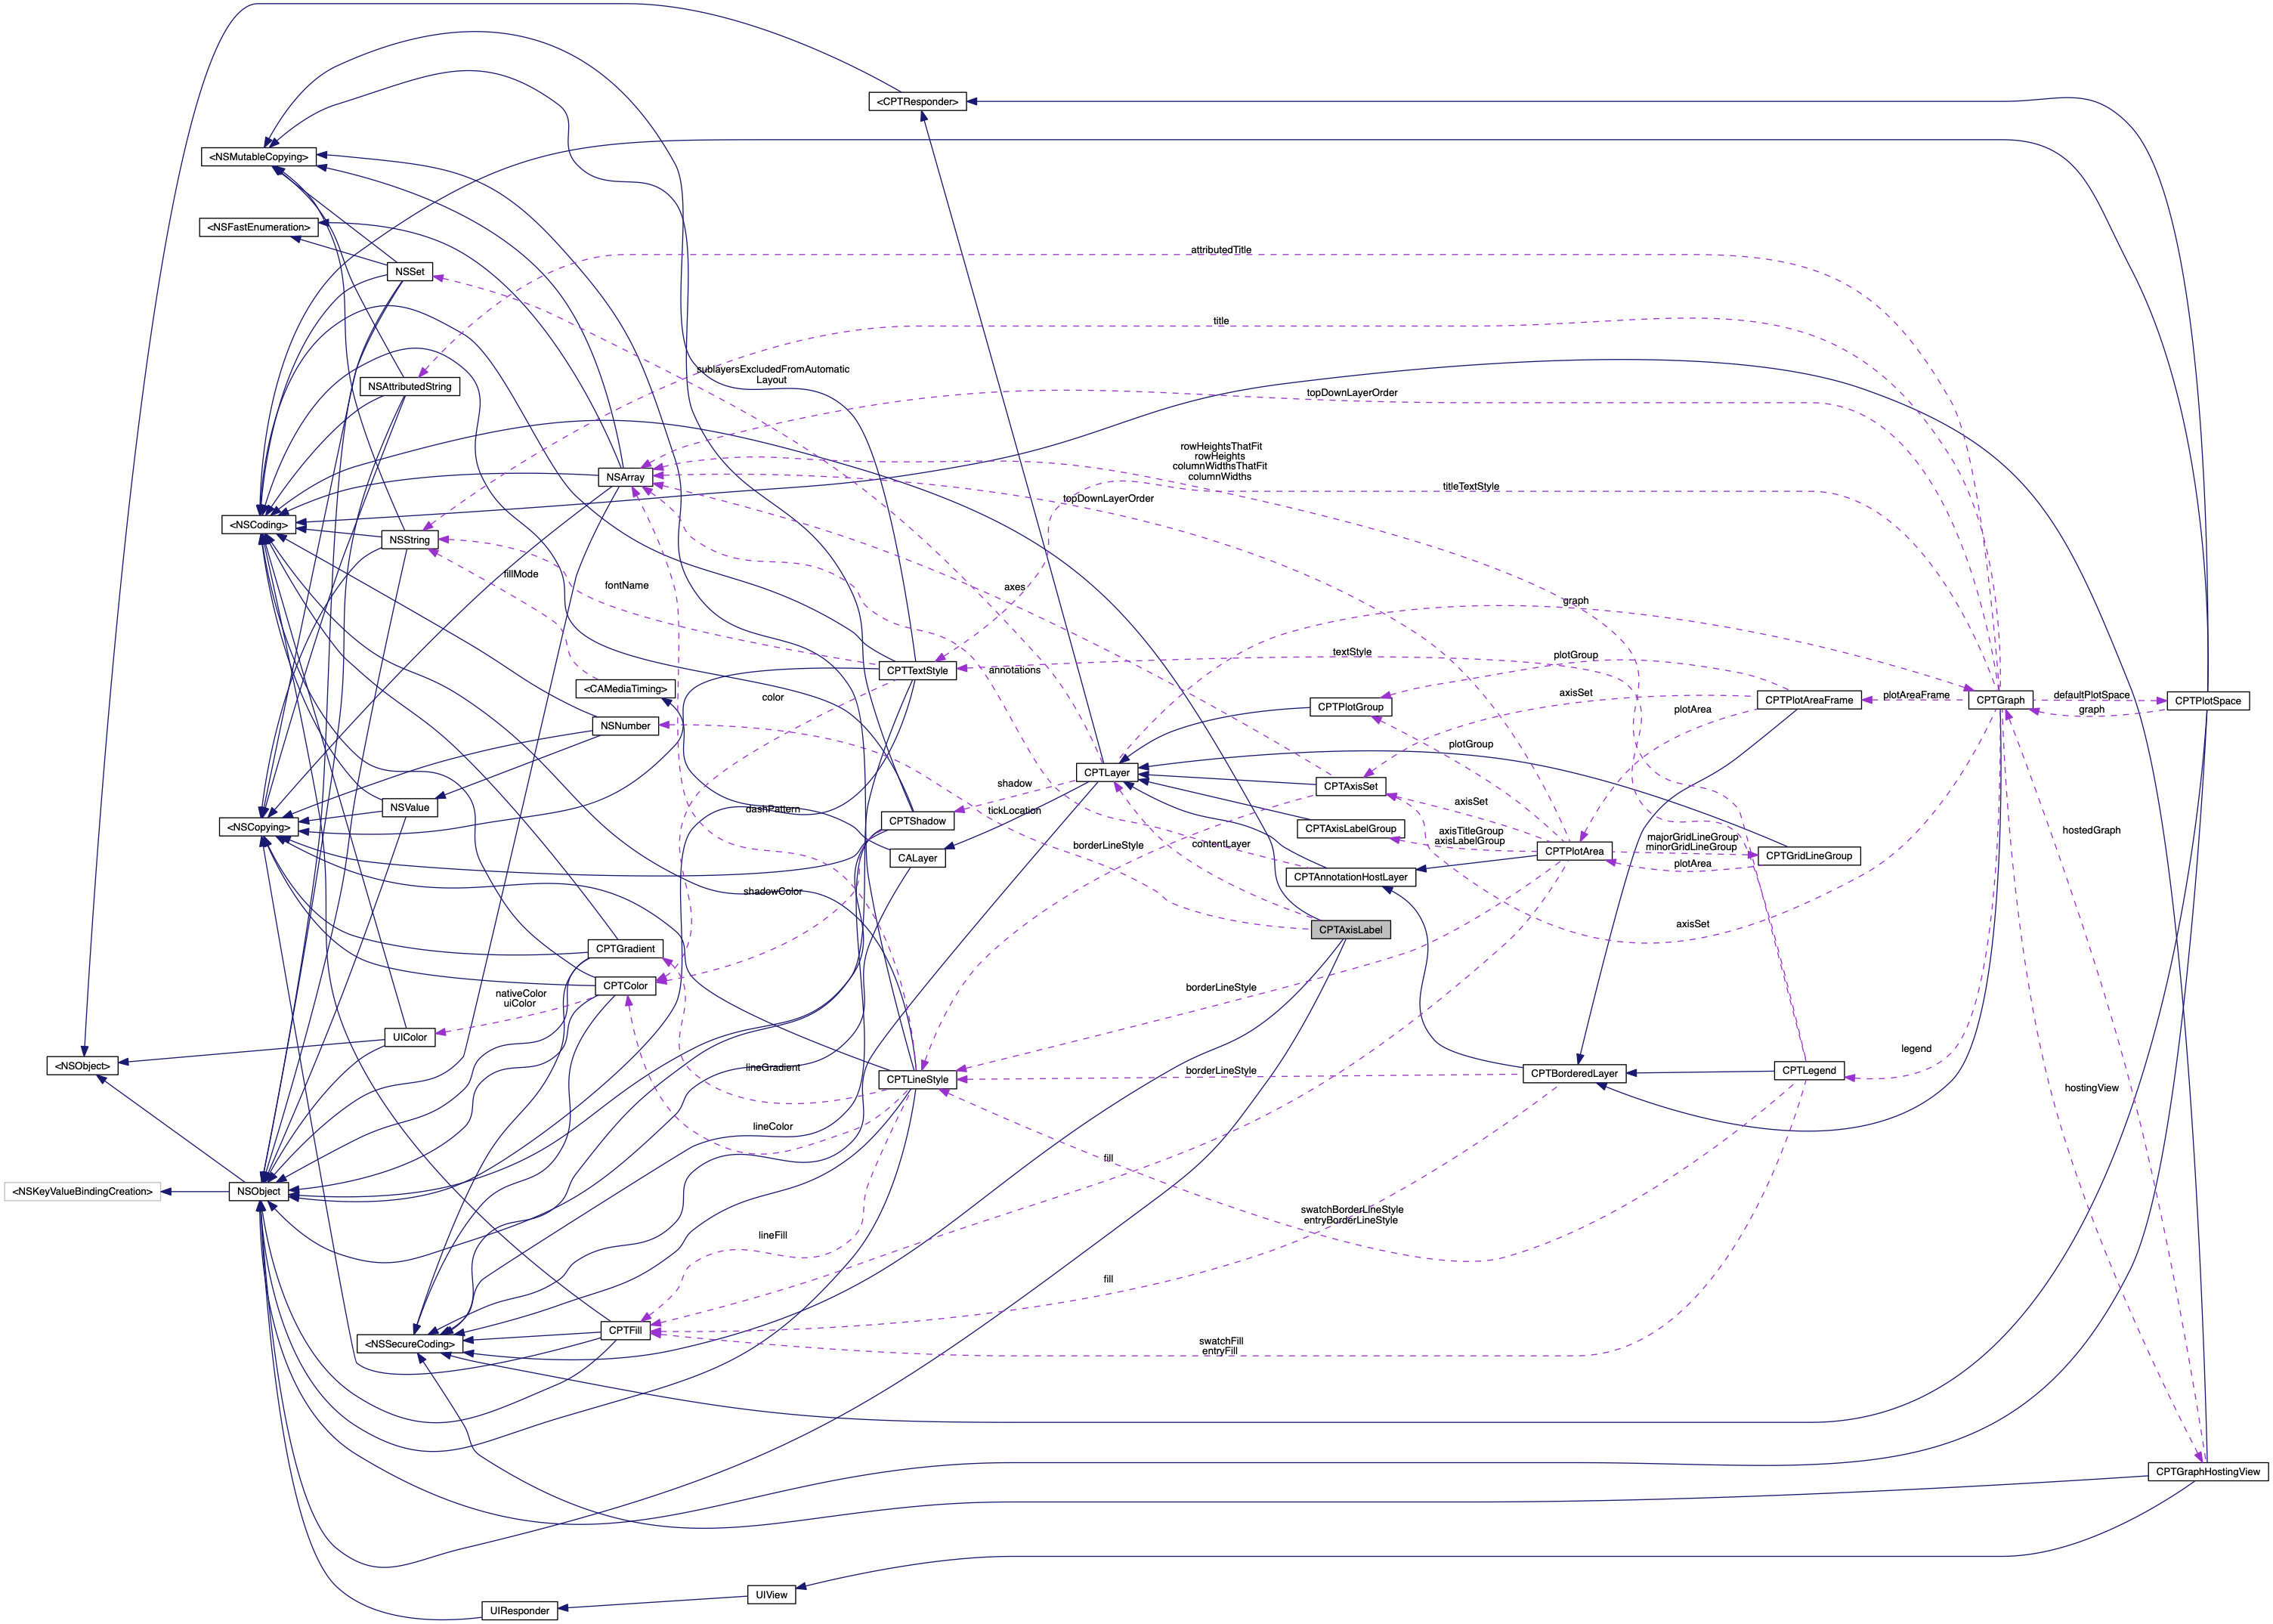 <CPTResponder>
<NSMutableCopying>
<NSFastEnumeration>
attributedTitle
NSSet
title
sublayersExcludedFromAutomatic
Layout
NSAttributedString
topDownLayerOrder
rowHeightsThatFit
rowHeights
columnWidthsThatFit
columnWidths
NSArray
titleTextStyle
topDownLayerOrder
<NSCoding>
NSString
fillMode
fontName
axes
graph
textStyle
plotGroup
annotations
CPTTextStyle
<CAMediaTiming>
color
axisSet
plotAreaFrame
defaultPlotSpace
CPTPlotGroup
CPTPlotAreaFrame
CPTGraph
CPTPlotSpace
plotArea
graph
NSNumber
plotGroup
CPTLayer
shadow
CPTAxisSet
NSValue
dashPattern
tickLocation
axisSet
CPTShadow
<NSCopying>
CPTAxisLabelGroup
axisTitleGroup
axisLabelGroup
majorGridLineGroup
minorGridLineGroup
hostedGraph
borderLineStyle
contentLayer
CALayer
CPTPlotArea
CPTGridLineGroup
plotArea
CPTAnnotationHostLayer
shadowColor
CPTAxisLabel
axisSet
CPTGradient
CPTColor
borderLineStyle
nativeColor
uiColor
UIColor
legend
<NSObject>
lineGradient
CPTLineStyle
borderLineStyle
CPTBorderedLayer
CPTLegend
hostingView
lineColor
fill
<NSKeyValueBindingCreation>
NSObject
swatchBorderLineStyle
entryBorderLineStyle
lineFill
fill
CPTFill
<NSSecureCoding>
swatchFill
entryFill
CPTGraphHostingView
UIView
UIResponder